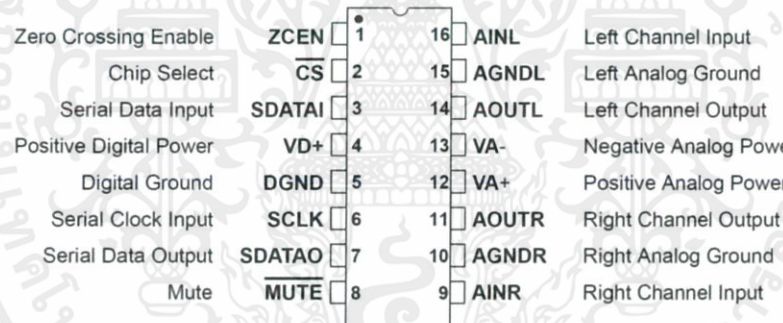 Zero Crossing Enable ZCEN 1 16 AINL Left Channel Input
Chip Select CS 2 15 AGNDL Left Analog Ground
Serial Data Input SDATAI 3 14 AOUTL Left Channel Output
Positive Digital Power VD+ 4 13 VA- Negative Analog Powe
Digital Ground DGND 5 12 VA+ Positive Analog Power
Serial Clock Input SCLK 6 11 AOUTR Right Channel Output
Serial Data Output SDATAO 7 10 AGNDR Right Analog Ground
Mute MUTE 8 9 AINR Right Channel Input